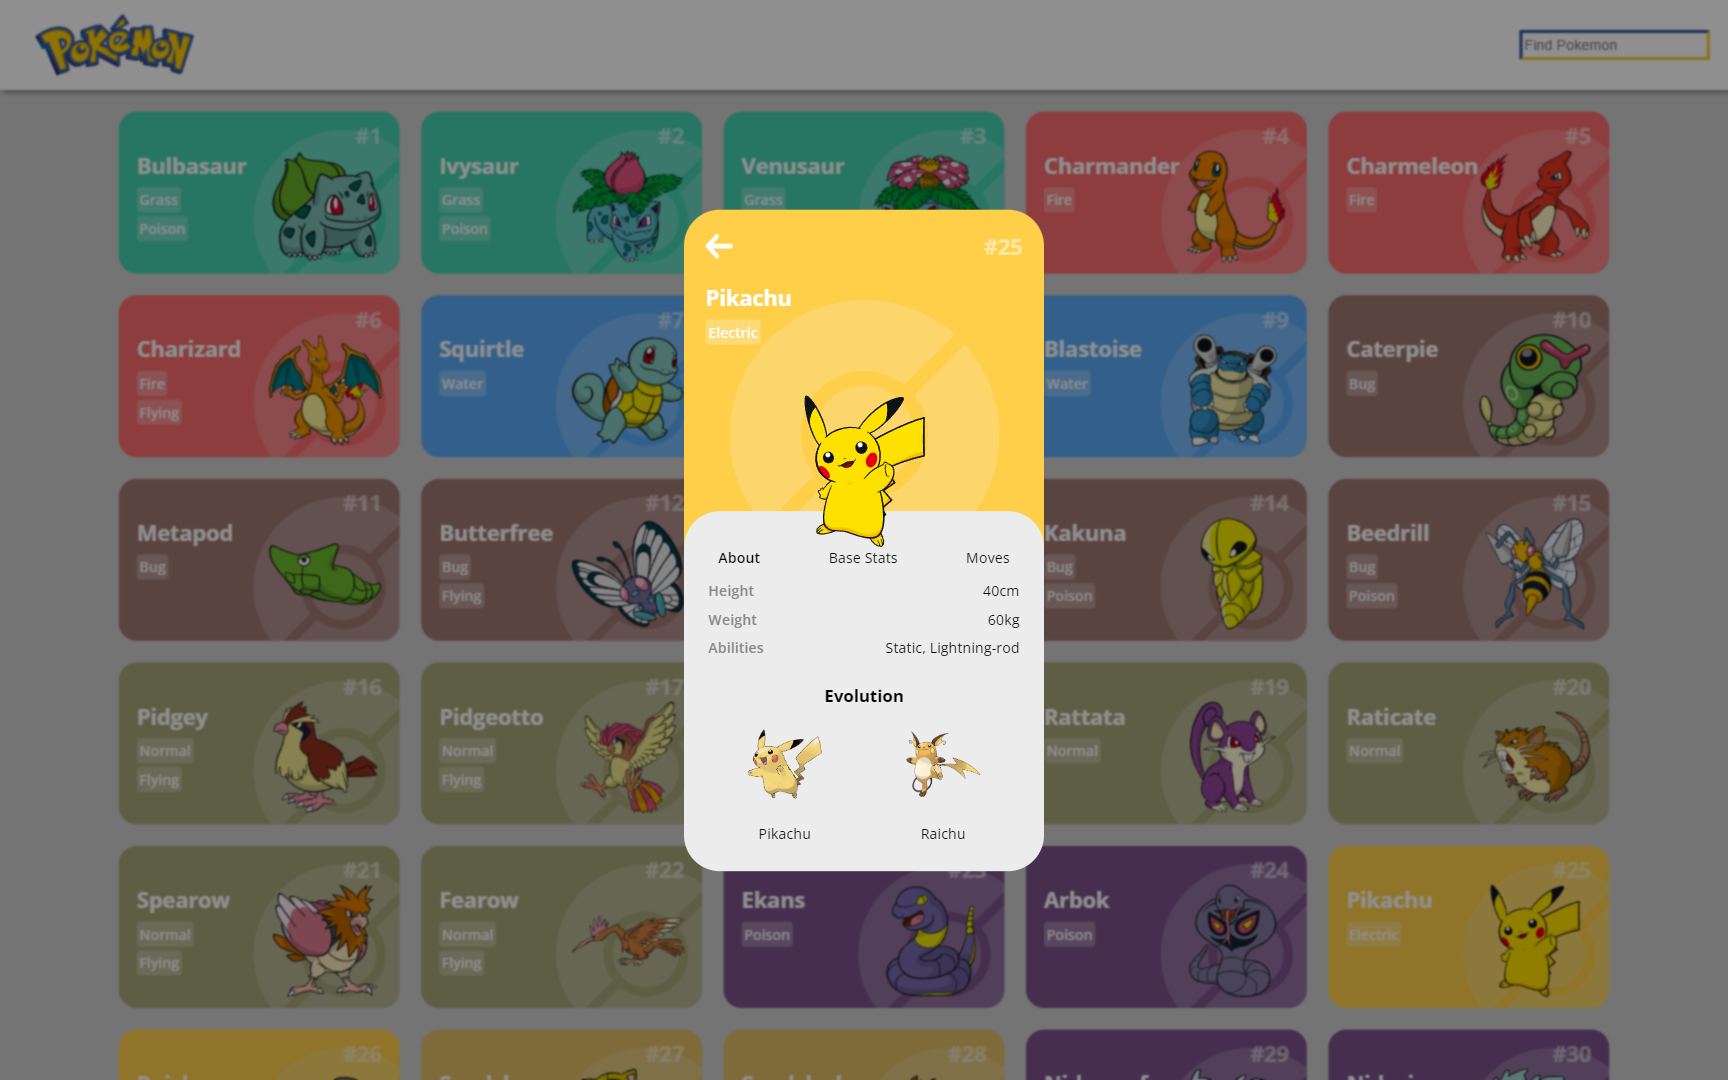 POKéMON
Find Pokemon
#1
Bulbasaur
Grass
Poison
#2
Ivysaur
Grass
Poison
#3
Venusaur
Grass
#4
Charmander
Fire
#5
Charmeleon
Fire
#6
Charizard
Fire
Flying
#7
Squirtle
Water
#9
Blastoise
Water
#10
Caterpie
Bug
#11
Metapod
Bug
#12
Butterfree
Bug
Flying
#14
Kakuna
Bug
Poison
#15
Beedrill
Bug
Poison
#16
Pidgey
Normal
Flying
#17
Pidgeotto
Normal
Flying
#19
Rattata
Normal
#20
Raticate
Normal
#21
Spearow
Normal
Flying
#22
Fearow
Normal
Flying
#23
Ekans
Poison
#24
Arbok
Poison
#25
Pikachu
Electric
#26
#27
#28
#29
#30
#25
Pikachu
Electric
About Base Stats Moves
Height 40cm
Weight 60kg
Abilities Static, Lightning-rod
Evolution
Pikachu Raichu